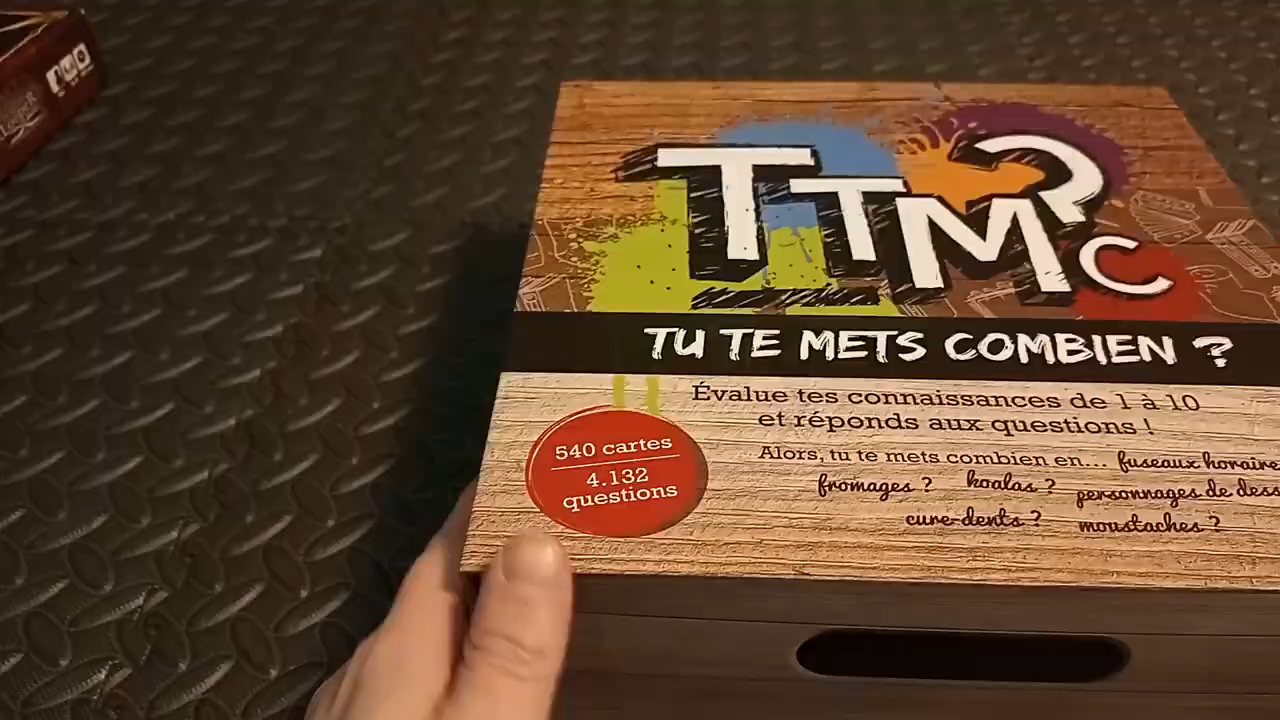 TTMC?
TU TE METS COMBIEN ?
Évalue tes connaissances de 1 à 10
et réponds aux questions !
540 cartes
4.132
questions
Alors, tu te mets combien en... fuseaux horaire
fromages ? koalas ? personnages de dess
cure-dents ? moustaches ?